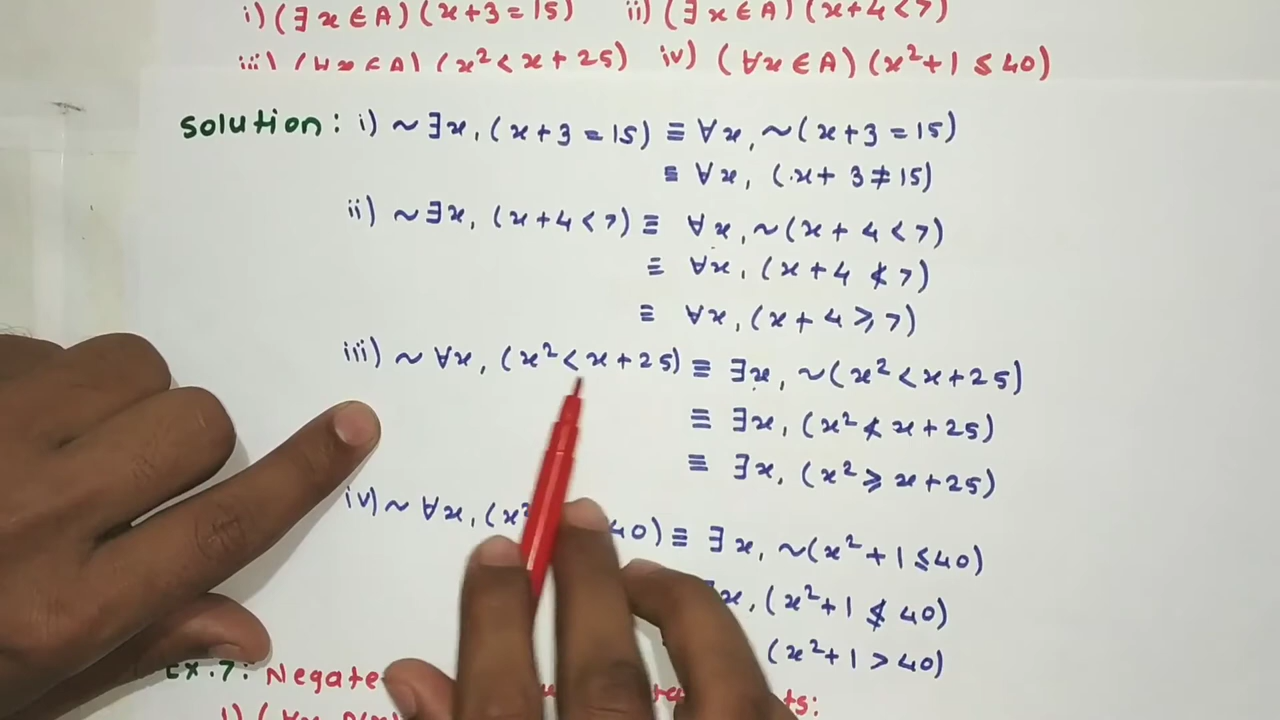 i) (∃x∈A) (x+3=15) ii) (∃x∈A) (x+4<7)
iii) (∀x∈A) (x²<x+25) iv) (∀x∈A) (x²+1≤40)
Solution: i) ~∃x, (x+3=15) ≡ ∀x, ~(x+3=15)
≡ ∀x, (x+3≠15)
ii) ~∃x, (x+4<7) ≡ ∀x, ~(x+4<7)
≡ ∀x, (x+4≮7)
≡ ∀x, (x+4≥7)
iii) ~∀x, (x²<x+25) ≡ ∃x, ~(x²<x+25)
≡ ∃x, (x²≮x+25)
≡ ∃x, (x²≥x+25)
iv) ~∀x, (x² 40) ≡ ∃x, ~(x²+1≤40)
x, (x²+1≰40)
(x²+1>40)
Ex.7: Negate ts: